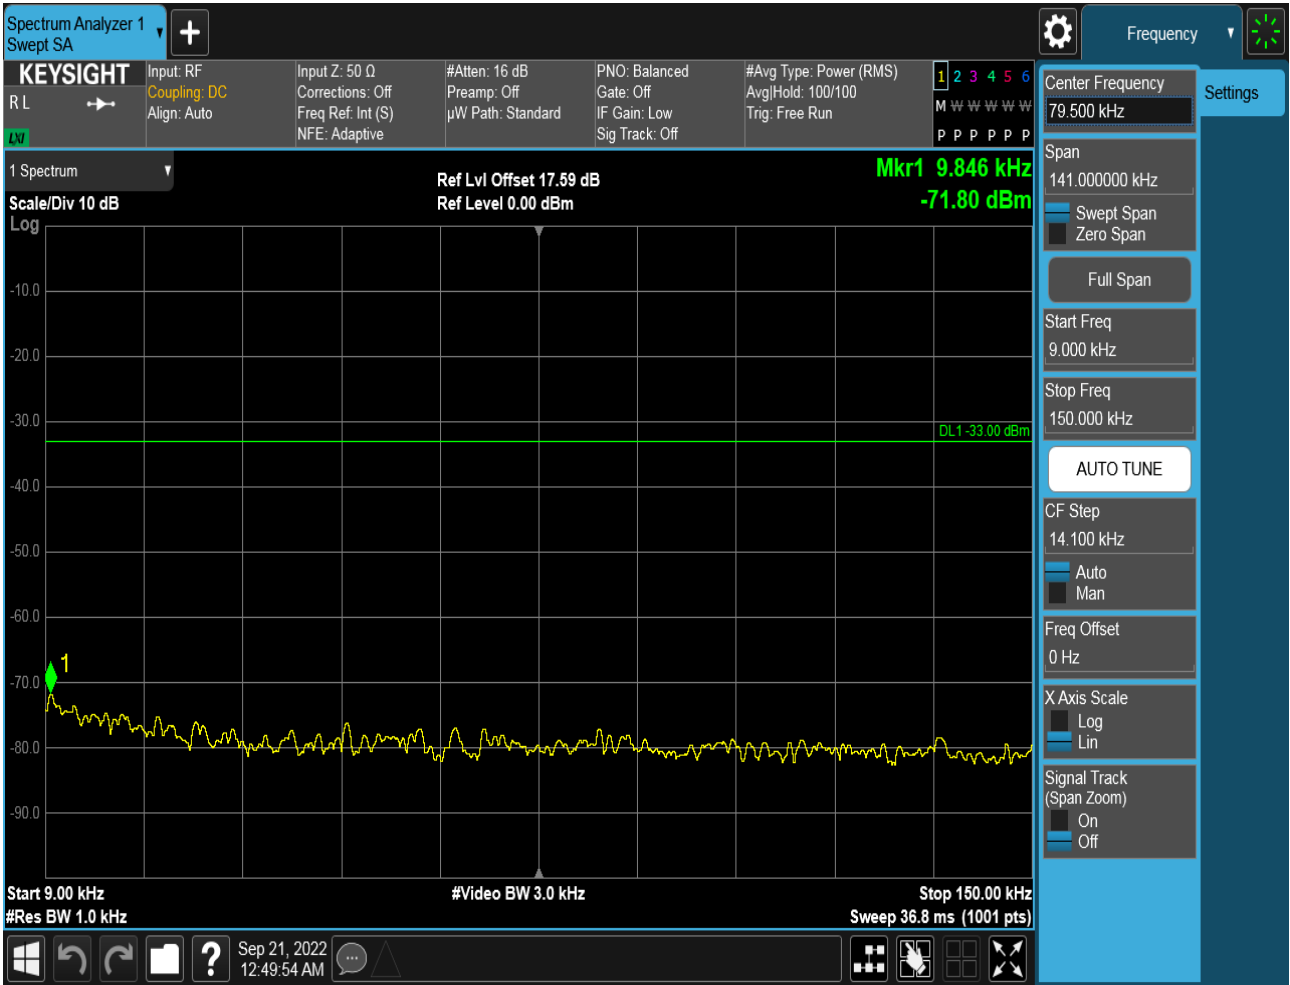 Spectrum Analyzer 1
Swept SA
+
Frequency
KEYSIGHT
R L
LXI
Input: RF
Coupling: DC
Align: Auto
Input Z: 50 Ω
Corrections: Off
Freq Ref: Int (S)
NFE: Adaptive
#Atten: 16 dB
Preamp: Off
µW Path: Standard
PNO: Balanced
Gate: Off
IF Gain: Low
Sig Track: Off
#Avg Type: Power (RMS)
Avg|Hold: 100/100
Trig: Free Run
1 2 3 4 5 6
M W W W W W
P P P P P P
1 Spectrum
Scale/Div 10 dB
Log
Ref Lvl Offset 17.59 dB
Ref Level 0.00 dBm
Mkr1 9.846 kHz
-71.80 dBm
-10.0
-20.0
-30.0
DL1 -33.00 dBm
-40.0
-50.0
-60.0
1
-70.0
-80.0
-90.0
Start 9.00 kHz
#Res BW 1.0 kHz
#Video BW 3.0 kHz
Stop 150.00 kHz
Sweep 36.8 ms (1001 pts)
Center Frequency
79.500 kHz
Settings
Span
141.000000 kHz
Swept Span
Zero Span
Full Span
Start Freq
9.000 kHz
Stop Freq
150.000 kHz
AUTO TUNE
CF Step
14.100 kHz
Auto
Man
Freq Offset
0 Hz
X Axis Scale
Log
Lin
Signal Track
(Span Zoom)
On
Off
?
Sep 21, 2022
12:49:54 AM